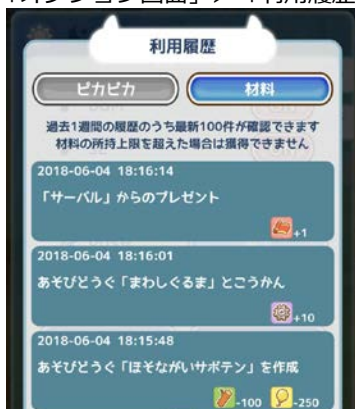 利用履歴
ピカピカ
材料
過去1週間の履歴のうち最新100件が確認できます
材料の所持上限を超えた場合は獲得できません
2018-06-04 18:16:14
「サーバル」からのプレゼント
+1
2018-06-04 18:16:01
あそびどうぐ「まわしぐるま」とこうかん
+10
2018-06-04 18:15:48
あそびどうぐ「ほそながいサボテン」を作成
-100 -250